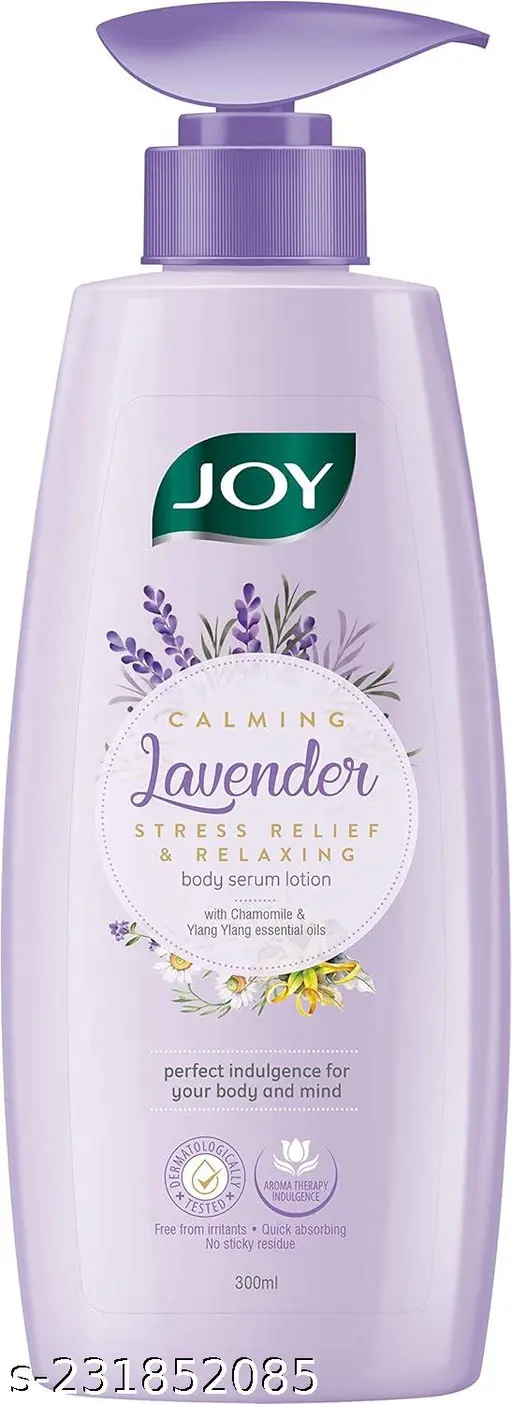 JOY
CALMING
Lavender
STRESS RELIEF
& RELAXING
body serum lotion
with Chamomile &
Ylang Ylang essential oils
perfect indulgence for
your body and mind
DERMATOLOGICALLY
TESTED
AROMA THERAPY
INDULGENCE
Free from irritants • Quick absorbing
No sticky residue
300ml
s-231852085